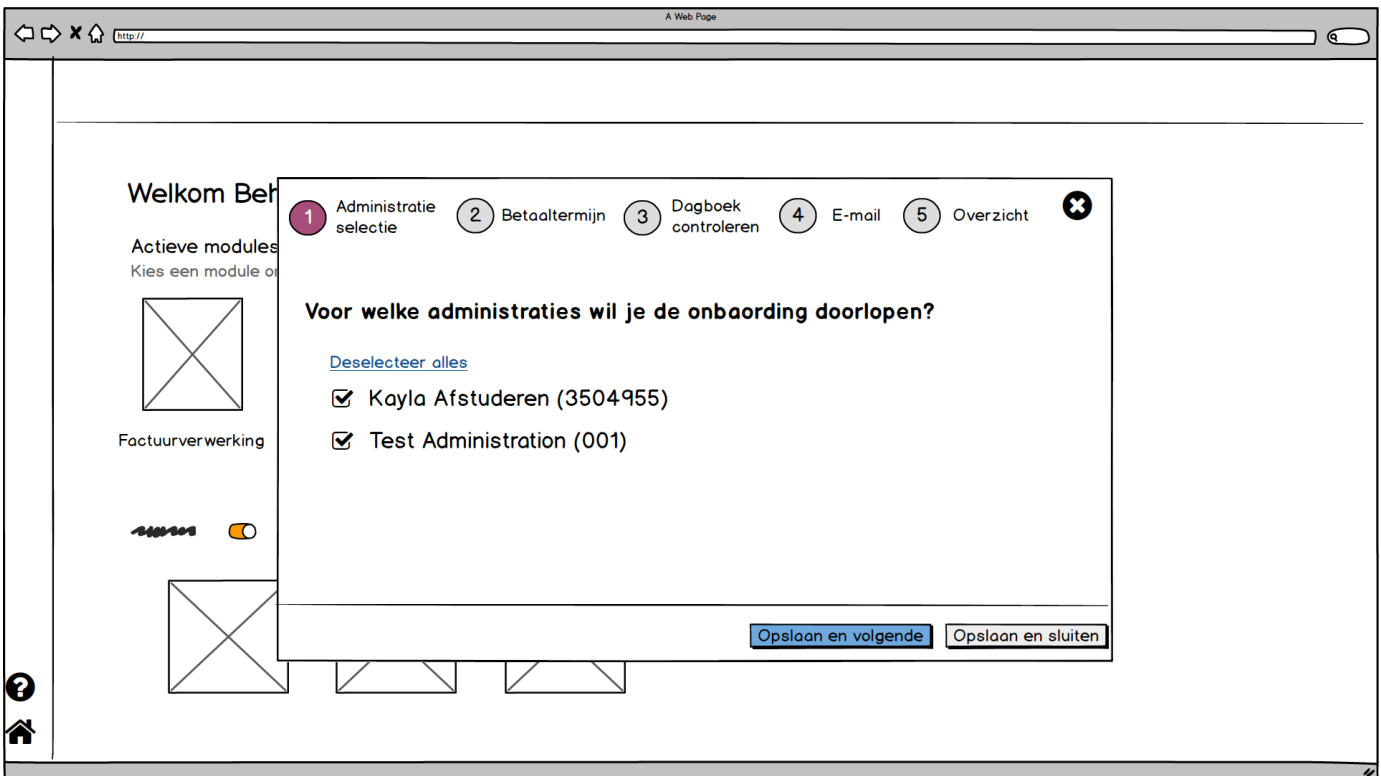 A Web Page
http://
Welkom Beh
Actieve modules
Kies een module o
Factuurverwerking
1 Administratie selectie
2 Betaaltermijn
3 Dagboek controleren
4 E-mail
5 Overzicht
Voor welke administraties wil je de onbaording doorlopen?
Deselecteer alles
Kayla Afstuderen (3504955)
Test Administration (001)
Opslaan en volgende
Opslaan en sluiten